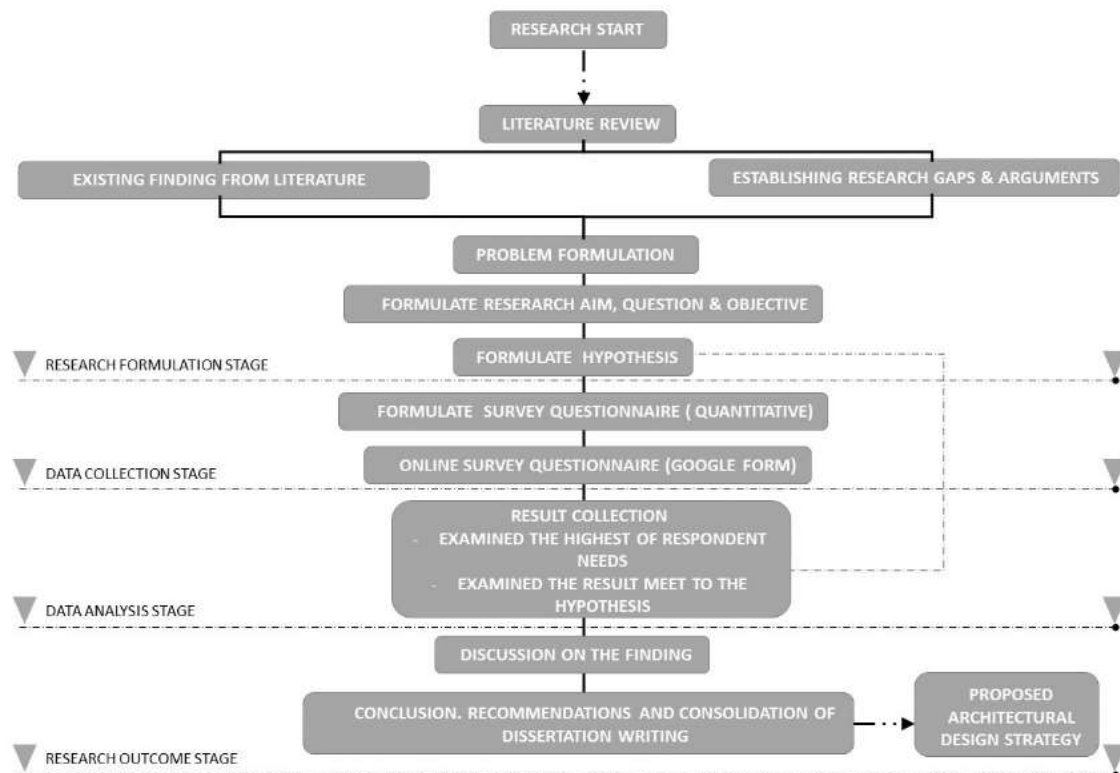 RESEARCH START
LITERATURE REVIEW
EXISTING FINDING FROM LITERATURE
ESTABLISHING RESEARCH GAPS & ARGUMENTS
PROBLEM FORMULATION
FORMULATE RESERARCH AIM, QUESTION & OBJECTIVE
FORMULATE HYPOTHESIS
RESEARCH FORMULATION STAGE
FORMULATE SURVEY QUESTIONNAIRE ( QUANTITATIVE)
ONLINE SURVEY QUESTIONNAIRE (GOOGLE FORM)
DATA COLLECTION STAGE
RESULT COLLECTION
- EXAMINED THE HIGHEST OF RESPONDENT
NEEDS
- EXAMINED THE RESULT MEET TO THE
HYPOTHESIS
DATA ANALYSIS STAGE
DISCUSSION ON THE FINDING
CONCLUSION. RECOMMENDATIONS AND CONSOLIDATION OF
DISSERTATION WRITING
PROPOSED
ARCHITECTURAL
DESIGN STRATEGY
RESEARCH OUTCOME STAGE